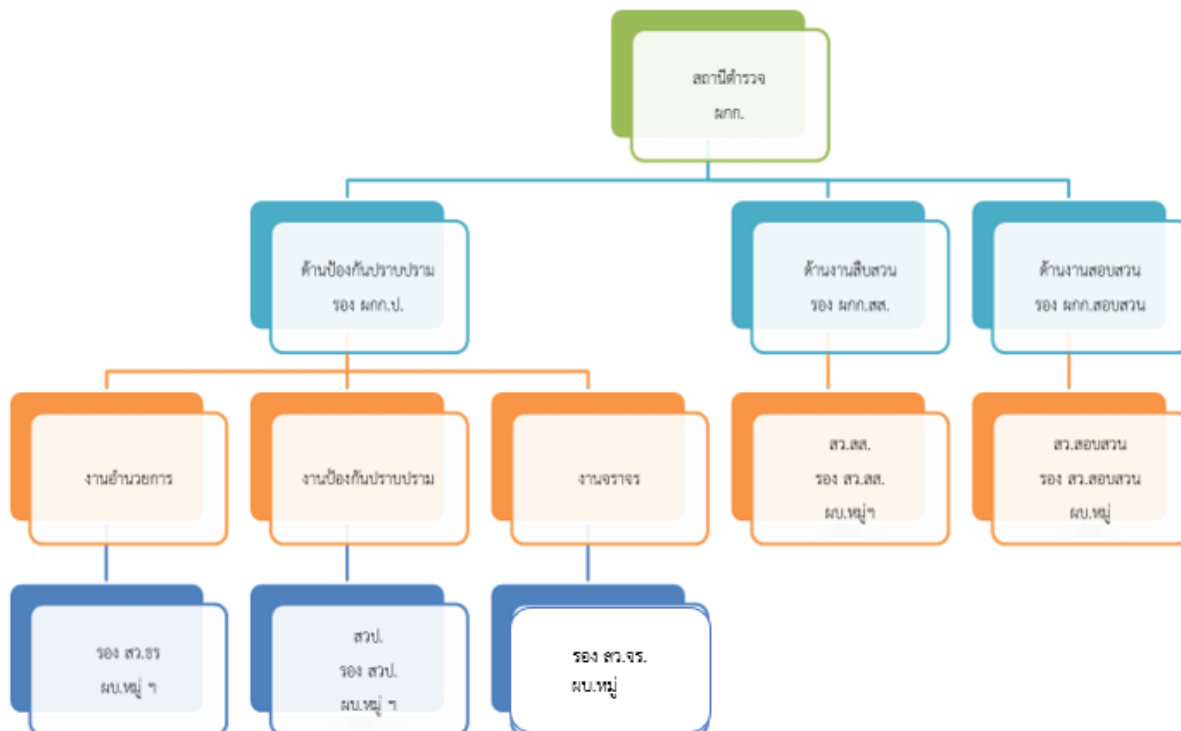 สถานีตำรวจ
ผกก.
ด้านป้องกันปราบปราม
รอง ผกก.ป.
ด้านงานสืบสวน
รอง ผกก.สส.
ด้านงานสอบสวน
รอง ผกก.สอบสวน
งานอำนวยการ
งานป้องกันปราบปราม
งานจราจร
สว.สส.
รอง สว.สส.
ผบ.หมู่ฯ
สว.สอบสวน
รอง สว.สอบสวน
ผบ.หมู่
รอง สว.ธร
ผบ.หมู่ ฯ
สวป.
รอง สวป.
ผบ.หมู่ ฯ
รอง สว.จร.
ผบ.หมู่